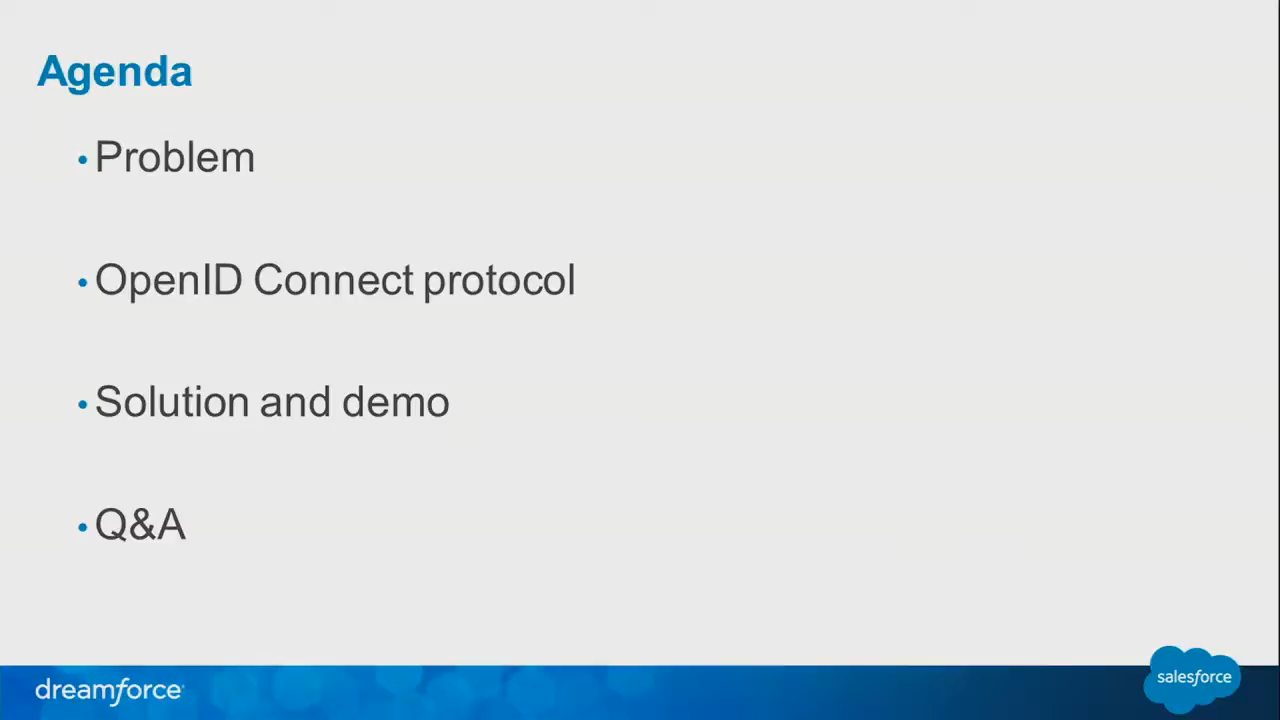 Agenda
• Problem
• OpenID Connect protocol
• Solution and demo
• Q&A
dreamforce
salesforce